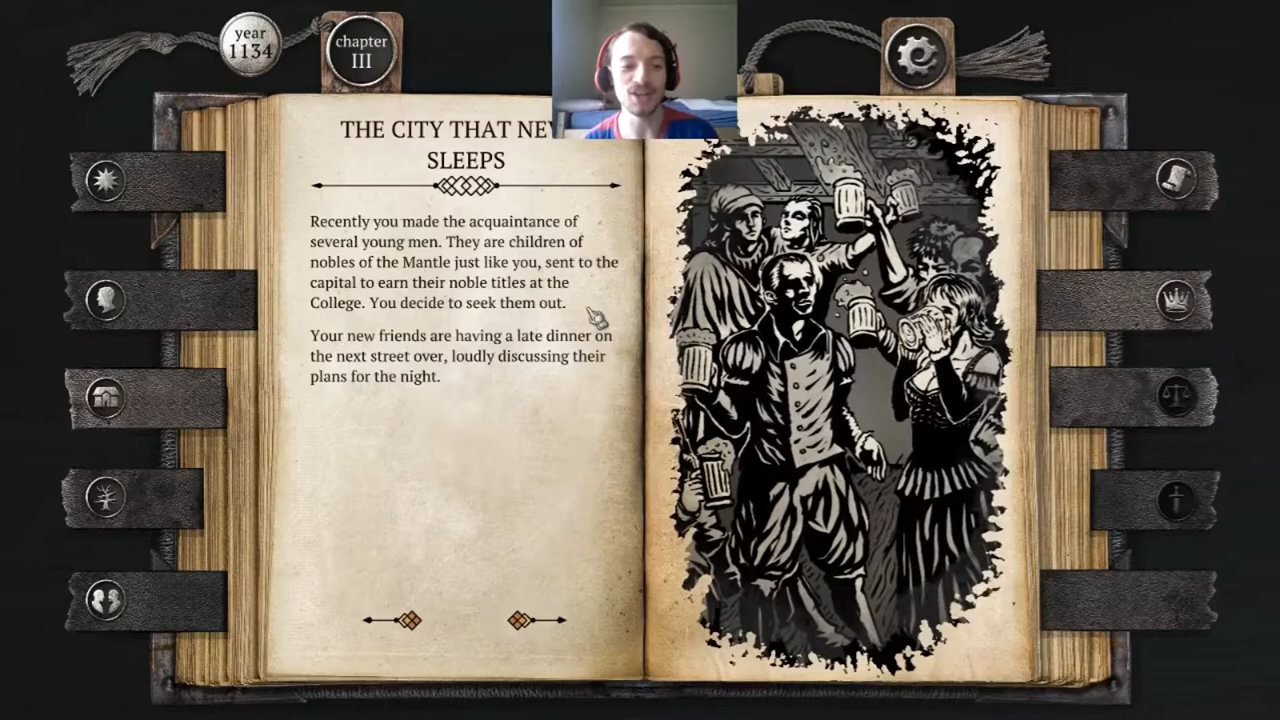 year
1134
chapter
III
THE CITY THAT
SLEEPS
Recently you made the acquaintance of
several young men. They are children of
nobles of the Mantle just like you, sent to the
capital to earn their noble titles at the
College. You decide to seek them out.
Your new friends are having a late dinner on
the next street over, loudly discussing their
plans for the night.